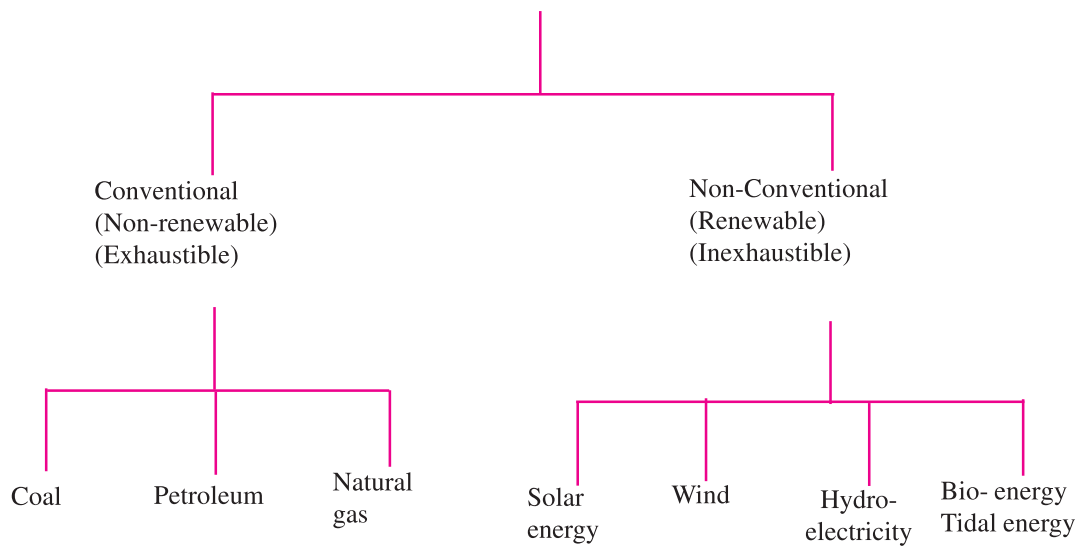 Conventional
(Non-renewable)
(Exhaustible)
Non-Conventional
(Renewable)
(Inexhaustible)
Coal
Petroleum
Natural
gas
Solar
energy
Wind
Hydro-
electricity
Bio- energy
Tidal energy